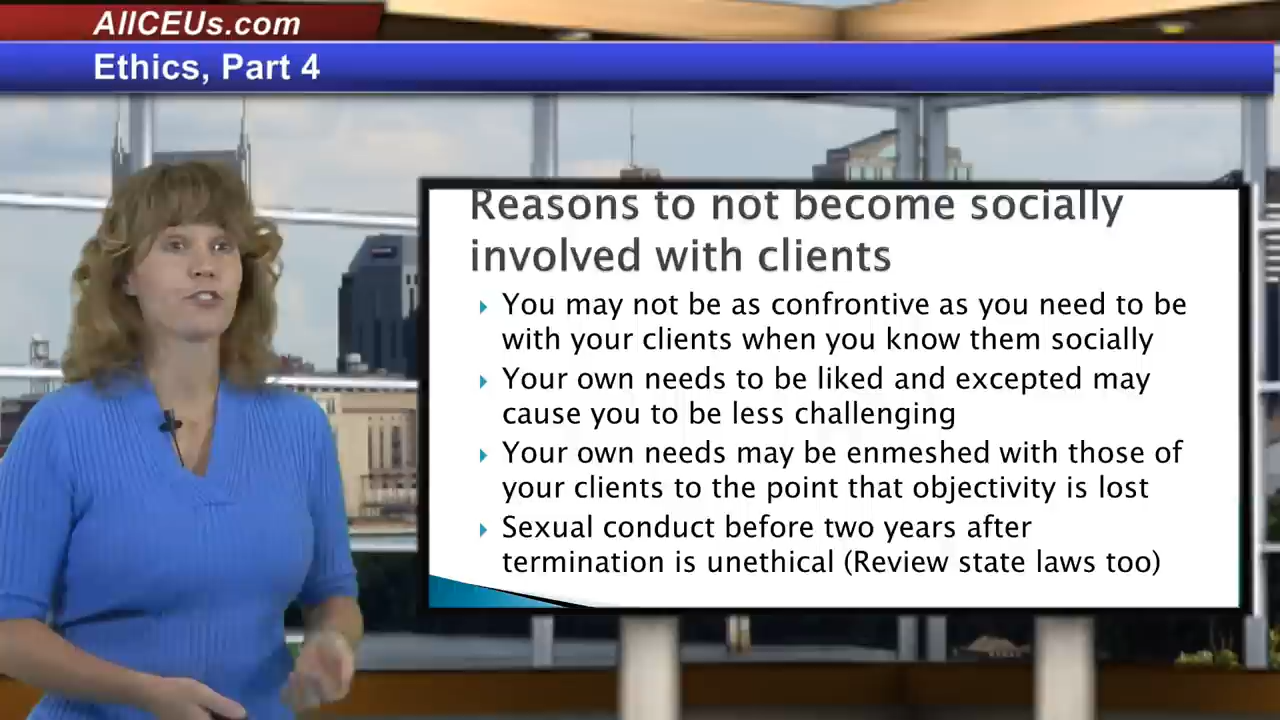 AllCEUs.com
Ethics, Part 4
Reasons to not become socially
involved with clients
You may not be as confrontive as you need to be
with your clients when you know them socially
Your own needs to be liked and excepted may
cause you to be less challenging
Your own needs may be enmeshed with those of
your clients to the point that objectivity is lost
Sexual conduct before two years after
termination is unethical (Review state laws too)